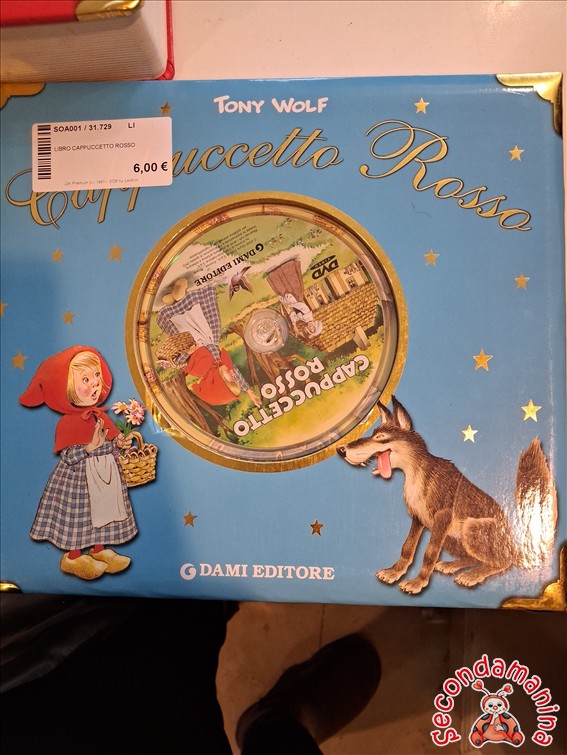 TONY WOLF
SOA001 / 31.729 LI
LIBRO CAPPUCCETTO ROSSO
6,00 €
Cappuccetto Rosso
DAMI EDITORE
DVD
CAPPUCCETTO
ROSSO
DAMI EDITORE
Secondamanina